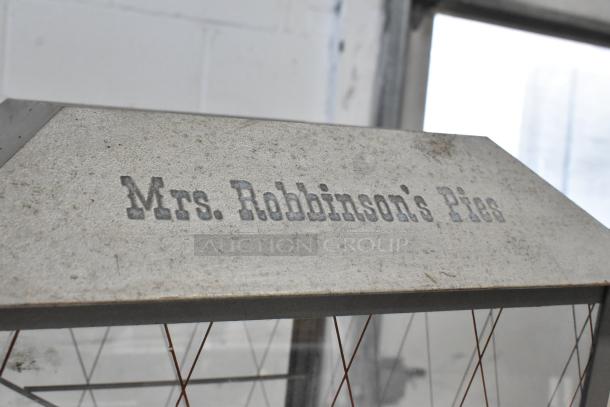 Mrs. Robbinson's Pies
AUCTION GROUP